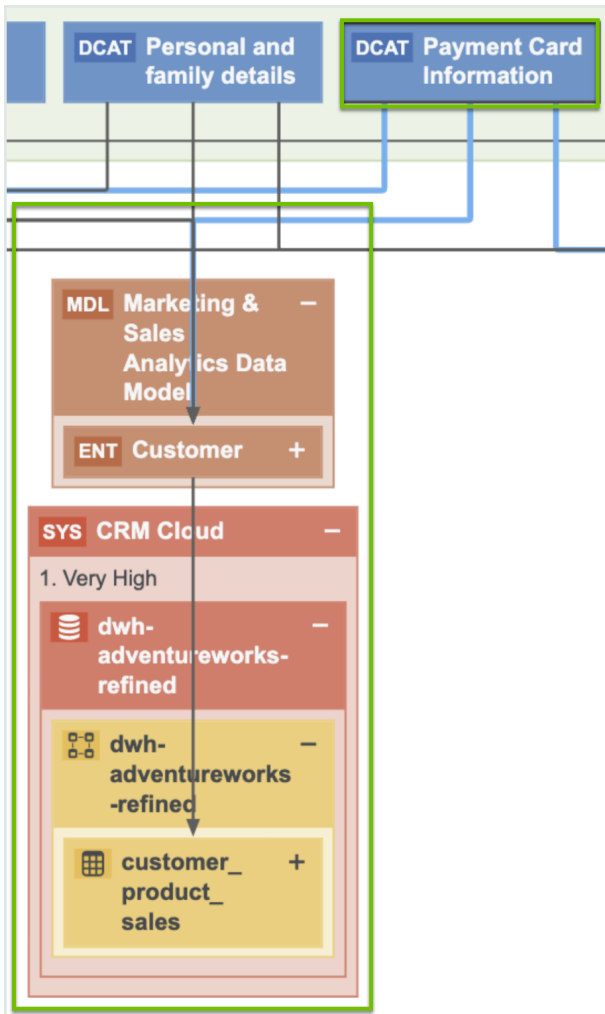 DCAT Personal and
family details
DCAT Payment Card
Information
MDL Marketing & −
Sales
Analytics Data
Model
ENT Customer +
SYS CRM Cloud −
1. Very High
dwh- −
adventureworks-
refined
dwh- −
adventureworks
-refined
customer_ +
product_
sales